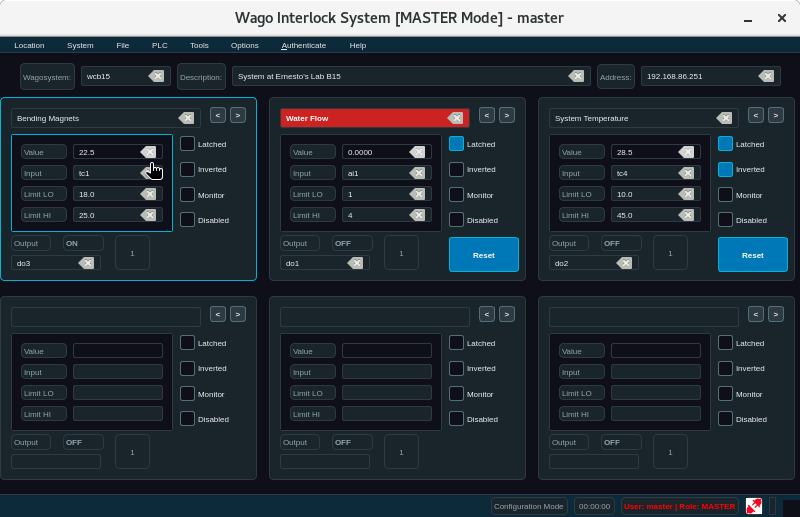 Wago Interlock System [MASTER Mode] - master
Location System File PLC Tools Options Authenticate Help
Wagosystem: wcb15 Description: System at Ernesto's Lab B15 Address: 192.168.86.251
Bending Magnets < >
Value 22.5
Input tc1
Limit LO 18.0
Limit HI 25.0
Latched
Inverted
Monitor
Disabled
Output ON
do3
1
Water Flow < >
Value 0.0000
Input ai1
Limit LO 1
Limit HI 4
Latched
Inverted
Monitor
Disabled
Output OFF
do1
1
Reset
System Temperature < >
Value 28.5
Input tc4
Limit LO 10.0
Limit HI 45.0
Latched
Inverted
Monitor
Disabled
Output OFF
do2
1
Reset
< >
Value
Input
Limit LO
Limit HI
Latched
Inverted
Monitor
Disabled
Output OFF
1
< >
Value
Input
Limit LO
Limit HI
Latched
Inverted
Monitor
Disabled
Output OFF
1
< >
Value
Input
Limit LO
Limit HI
Latched
Inverted
Monitor
Disabled
Output OFF
1
Configuration Mode 00:00:00 User: master | Role: MASTER